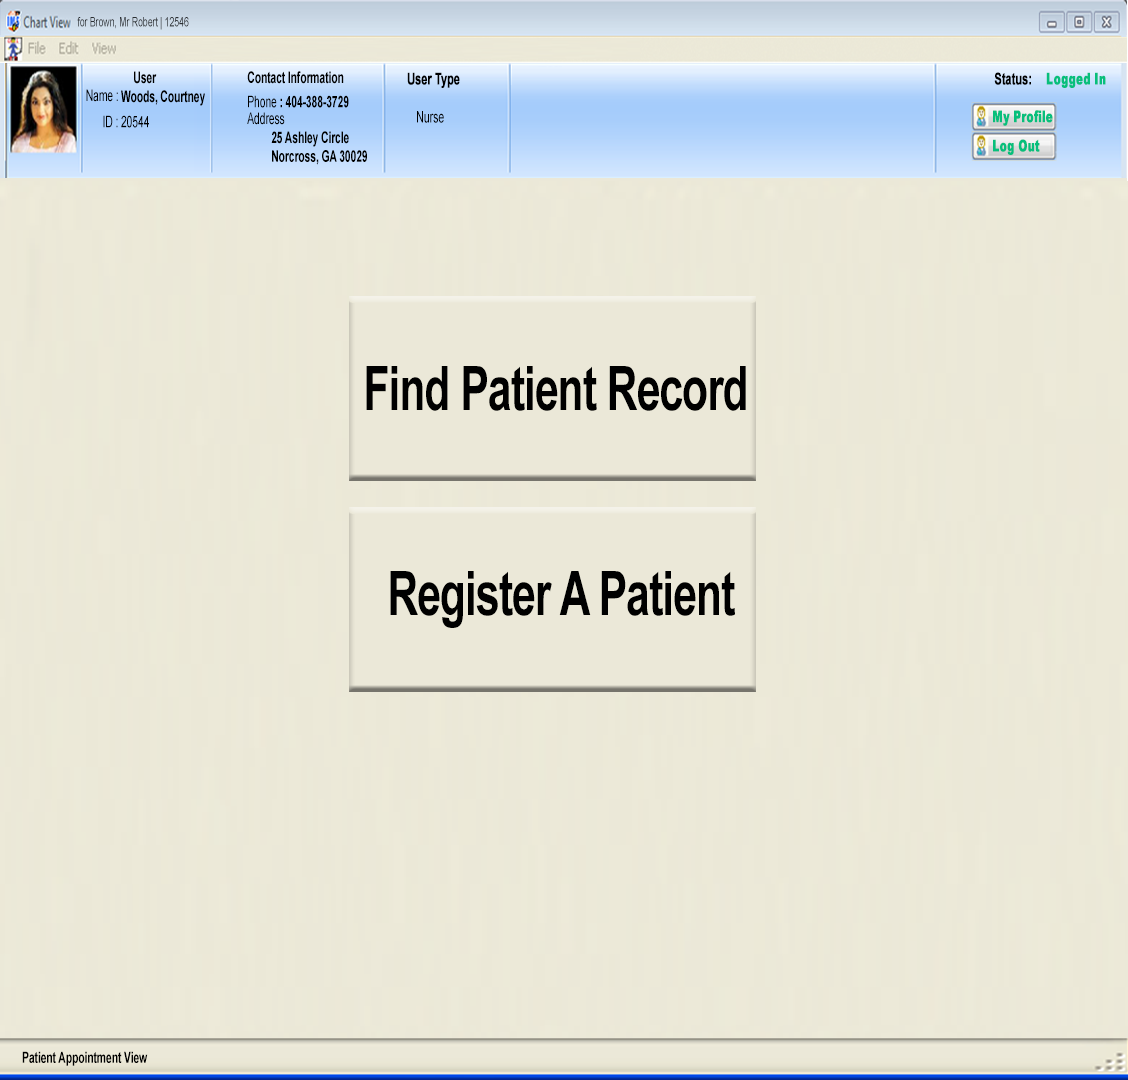 Chart View for Brown, Mr Robert | 12546
File Edit View
User
Name : Woods, Courtney
ID : 20544
Contact Information
Phone : 404-388-3729
Address
25 Ashley Circle
Norcross, GA 30029
User Type
Nurse
Status: Logged In
My Profile
Log Out
Find Patient Record
Register A Patient
Patient Appointment View